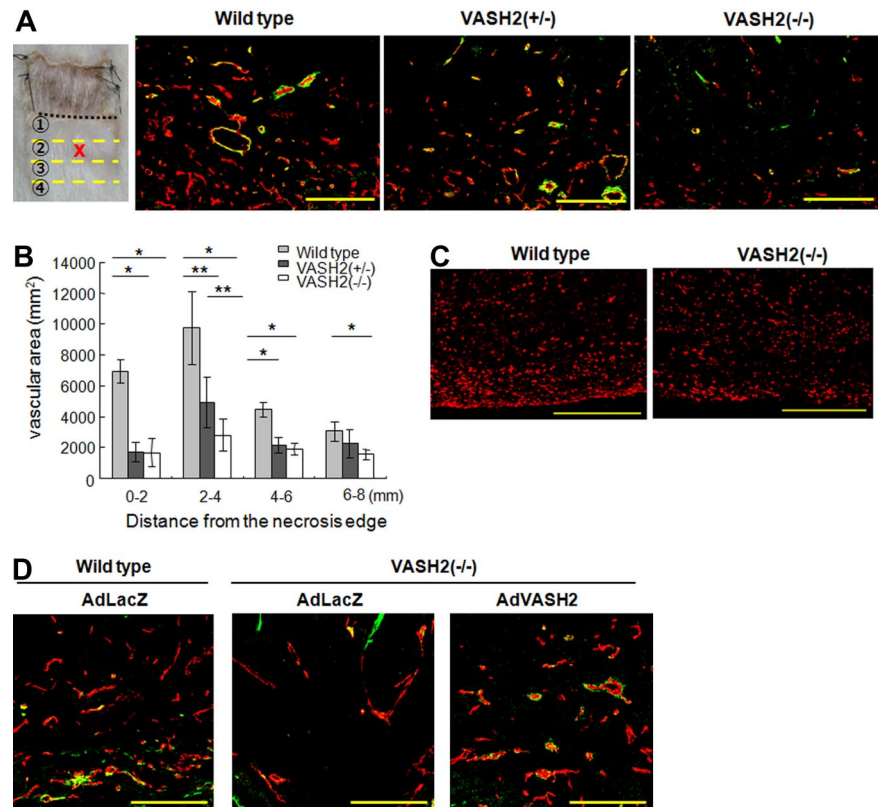 A
Wild type
VASH2(+/-)
VASH2(-/-)
①
②
X
③
④
B
Wild type
VASH2(+/-)
VASH2(-/-)
vascular area (mm²)
14000
12000
10000
8000
6000
4000
2000
0
* * * ** ** * * *
0-2 2-4 4-6 6-8 (mm)
Distance from the necrosis edge
C
Wild type
VASH2(-/-)
D
Wild type
VASH2(-/-)
AdLacZ
AdLacZ
AdVASH2